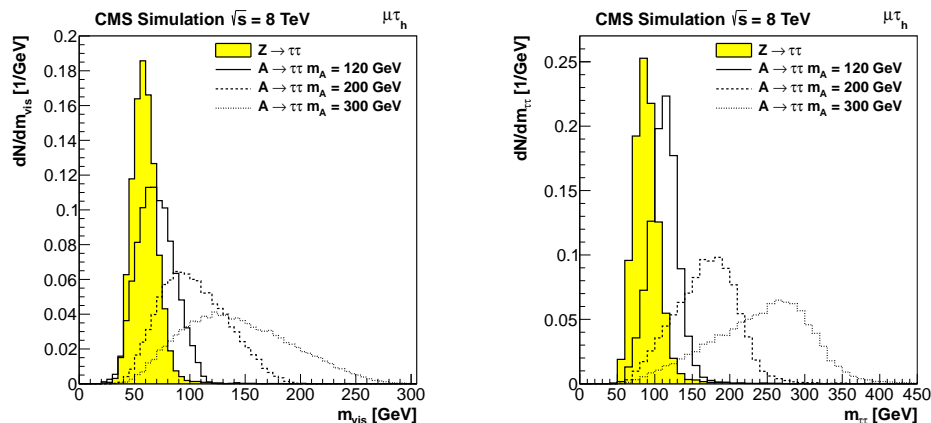 CMS Simulation √s = 8 TeV μτh
dN/dmvis [1/GeV]
0.2
0.18
0.16
0.14
0.12
0.1
0.08
0.06
0.04
0.02
0
Z → ττ
A → ττ mA = 120 GeV
A → ττ mA = 200 GeV
A → ττ mA = 300 GeV
0 50 100 150 200 250 300
mvis [GeV]
CMS Simulation √s = 8 TeV μτh
dN/dmττ [1/GeV]
0.25
0.2
0.15
0.1
0.05
0
Z → ττ
A → ττ mA = 120 GeV
A → ττ mA = 200 GeV
A → ττ mA = 300 GeV
0 50 100 150 200 250 300 350 400 450
mττ [GeV]